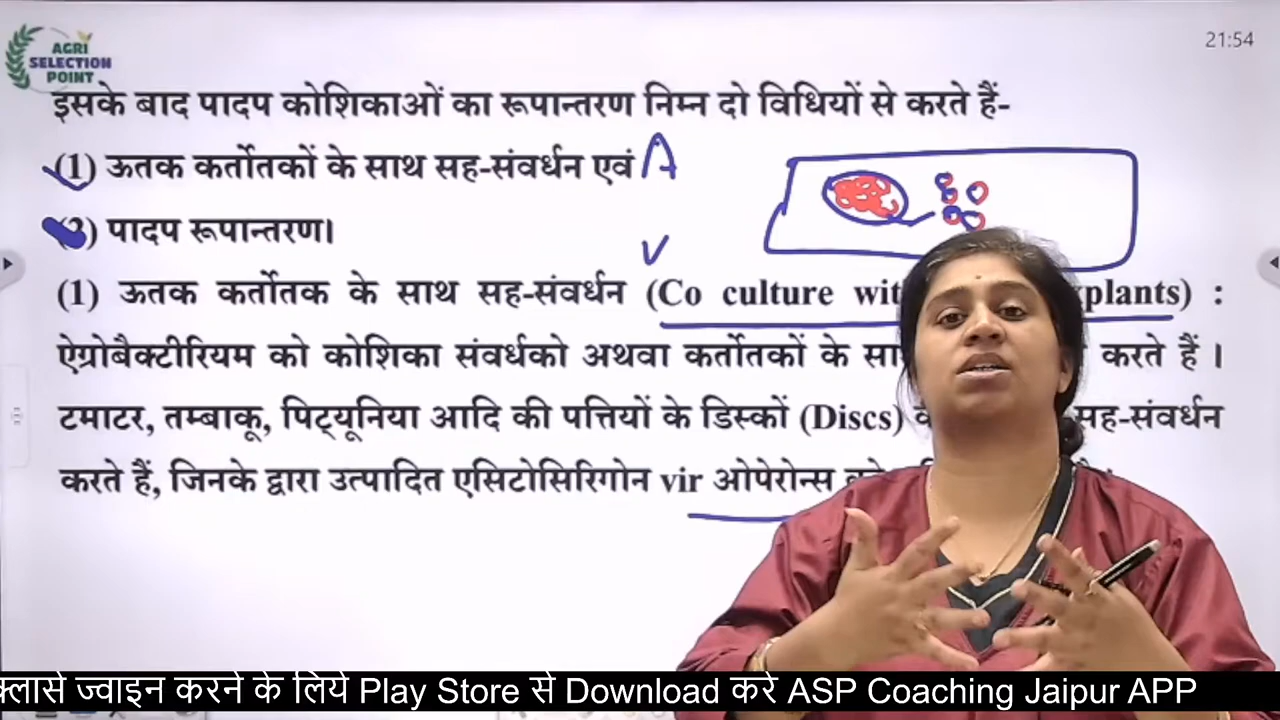 AGRI
SELECTION
POINT
21:54
इसके बाद पादप कोशिकाओं का रूपान्तरण निम्न दो विधियों से करते हैं-
(1) ऊतक कर्तोतकों के साथ सह-संवर्धन एवं A
(2) पादप रूपान्तरण।
V
(1) ऊतक कर्तोतक के साथ सह-संवर्धन (Co culture xplants) :
ऐग्रोबैक्टीरियम को कोशिका संवर्धको अथवा कर्तोतकों के करते हैं ।
टमाटर, तम्बाकू, पिट्यूनिया आदि की पत्तियों के डिस्कों (Discs) सह-संवर्धन
करते हैं, जिनके द्वारा उत्पादित एसिटोसिरिगोन vir ओपेरोन्स
ज्वाइन करने के लिये Play Store से Download करे ASP Coaching Jaipur APP